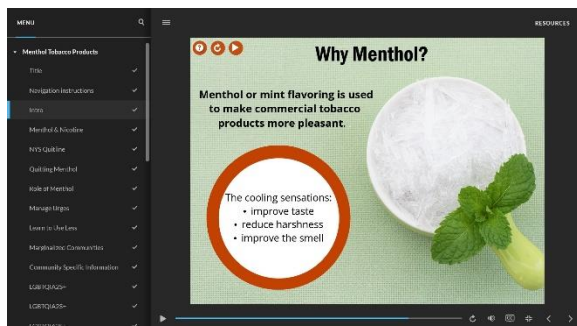 MENU
RESOURCES
Menthol Tobacco Products
Title
Navigation Instructions
Intro
Menthol & Nicotine
NYS Quitline
Quitting Menthol
Role of Menthol
Manage Urges
Learn to Use Less
Marginalized Communities
Community Specific Information
LGBTQIA2S+
LGBTQIA2S+
Why Menthol?
Menthol or mint flavoring is used
to make commercial tobacco
products more pleasant.
The cooling sensations:
• improve taste
• reduce harshness
• improve the smell